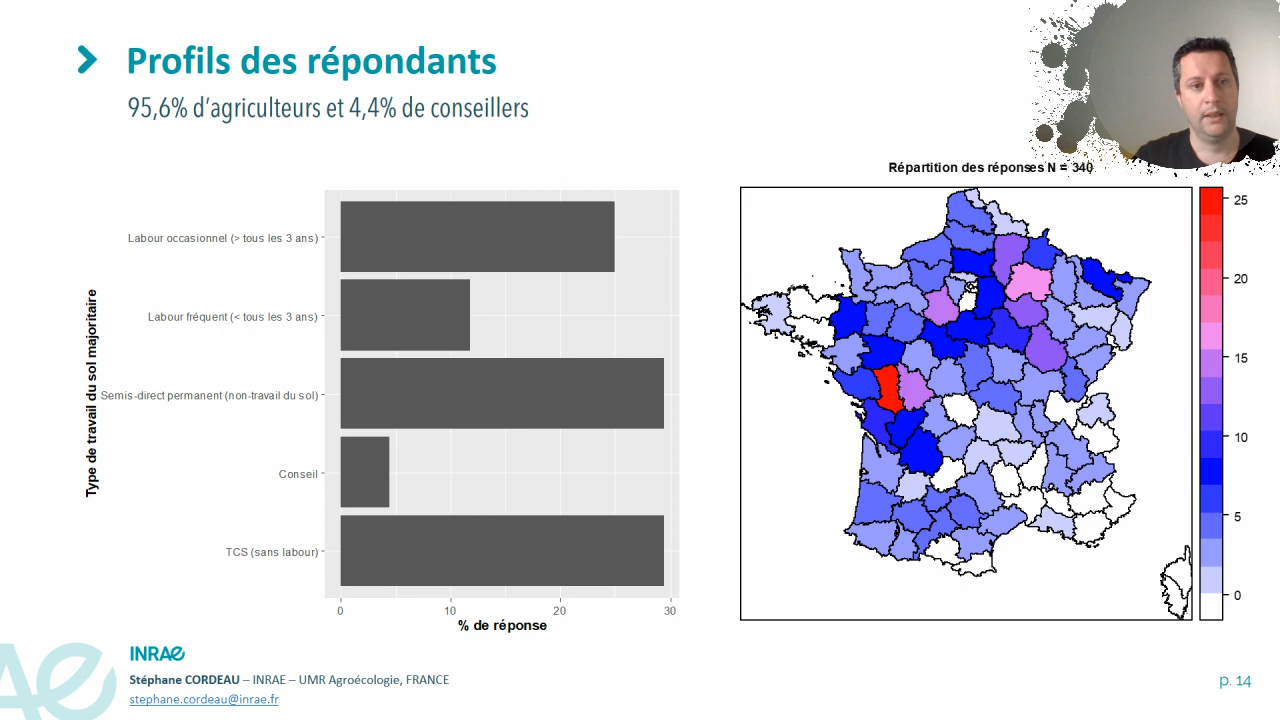 Profils des répondants
95,6% d'agriculteurs et 4,4% de conseillers
Répartition des réponses N = 340
Type de travail du sol majoritaire
Labour occasionnel (> tous les 3 ans)
Labour fréquent (< tous les 3 ans)
Semis-direct permanent (non-travail du sol)
Conseil
TCS (sans labour)
0
10
20
30
% de réponse
25
20
15
10
5
0
INRAE
Stéphane CORDEAU – INRAE – UMR Agroécologie, FRANCE
stephane.cordeau@inrae.fr
p. 14